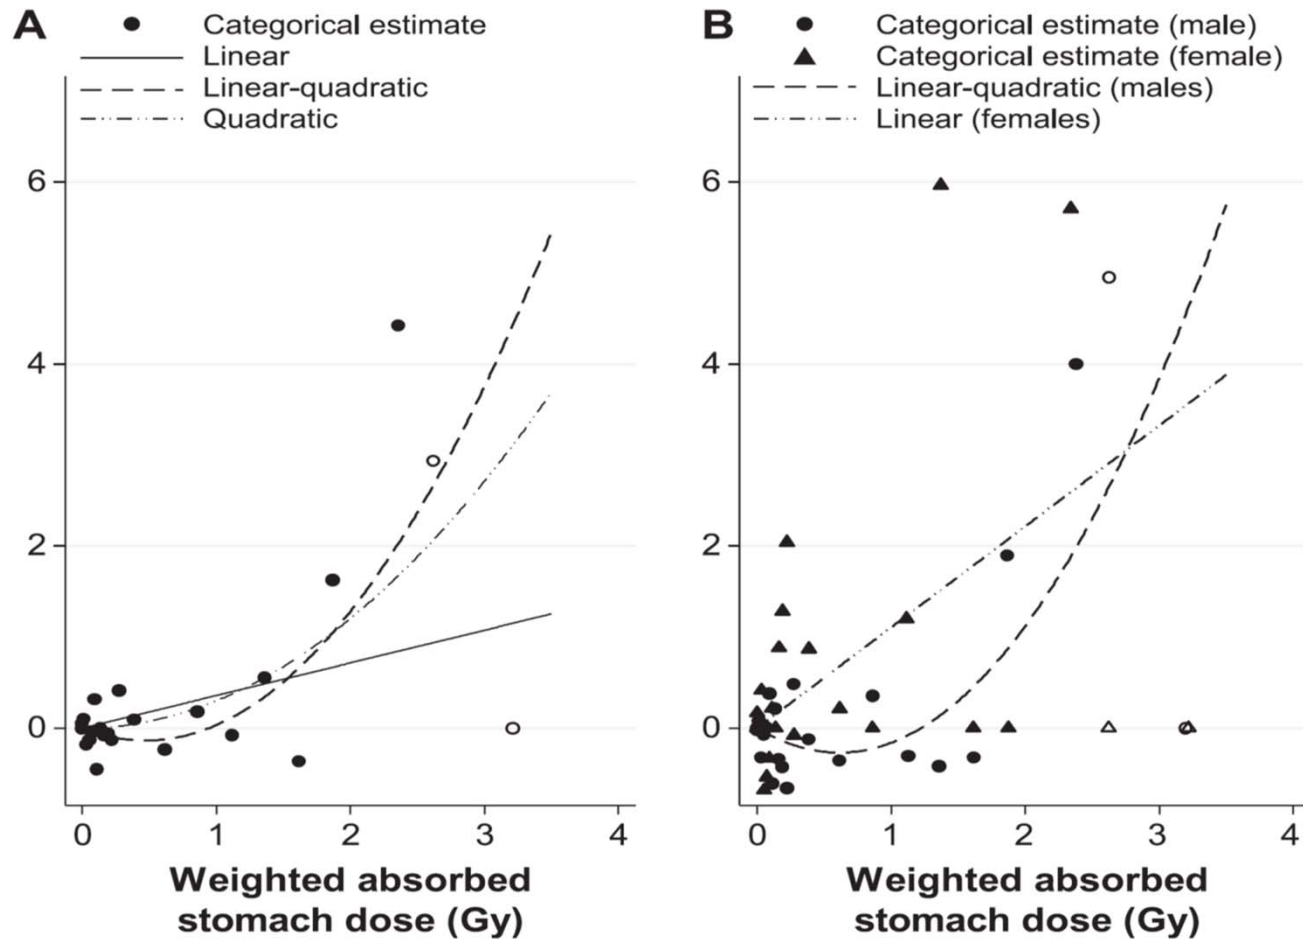 A
Categorical estimate
Linear
Linear-quadratic
Quadratic
6
4
2
0
0 1 2 3 4
Weighted absorbed
stomach dose (Gy)
B
Categorical estimate (male)
Categorical estimate (female)
Linear-quadratic (males)
Linear (females)
6
4
2
0
0 1 2 3 4
Weighted absorbed
stomach dose (Gy)